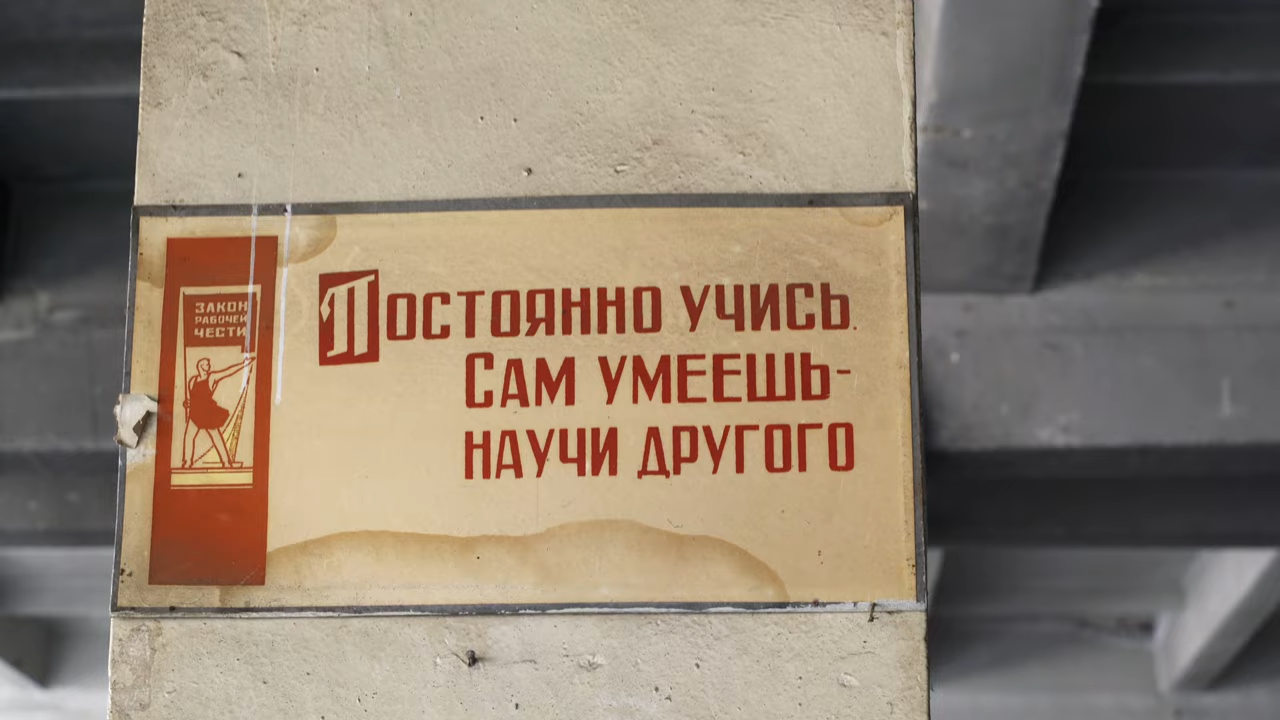 ЗАКОН
РАБОЧЕЙ
ЧЕСТИ
ПОСТОЯННО УЧИСЬ.
САМ УМЕЕШЬ-
НАУЧИ ДРУГОГО